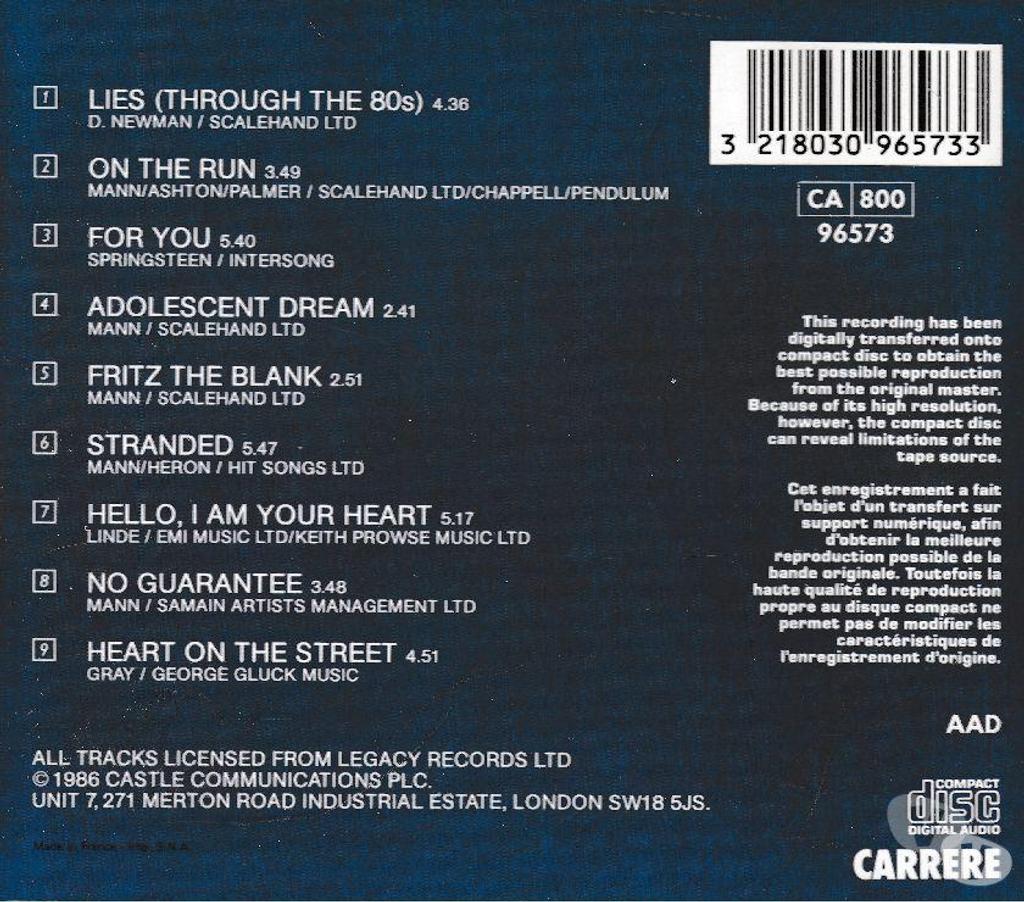 1 LIES (THROUGH THE 80s) 4.36
D. NEWMAN / SCALEHAND LTD
2 ON THE RUN 3.49
MANN/ASHTON/PALMER / SCALEHAND LTD/CHAPPELL/PENDULUM
3 FOR YOU 5.40
SPRINGSTEEN / INTERSONG
4 ADOLESCENT DREAM 2.41
MANN / SCALEHAND LTD
5 FRITZ THE BLANK 2.51
MANN / SCALEHAND LTD
6 STRANDED 5.47
MANN/HERON / HIT SONGS LTD
7 HELLO, I AM YOUR HEART 5.17
LINDE / EMI MUSIC LTD/KEITH PROWSE MUSIC LTD
8 NO GUARANTEE 3.48
MANN / SAMAIN ARTISTS MANAGEMENT LTD
9 HEART ON THE STREET 4.51
GRAY / GEORGE GLUCK MUSIC
ALL TRACKS LICENSED FROM LEGACY RECORDS LTD
© 1986 CASTLE COMMUNICATIONS PLC.
UNIT 7, 271 MERTON ROAD INDUSTRIAL ESTATE, LONDON SW18 5JS.
Made in France - Imp. S.N.A.
3 218030 965733
CA 800
96573
This recording has been
digitally transferred onto
compact disc to obtain the
best possible reproduction
from the original master.
Because of its high resolution,
however, the compact disc
can reveal limitations of the
tape source.
Cet enregistrement a fait
l'objet d'un transfert sur
support numérique, afin
d'obtenir la meilleure
reproduction possible de la
bande originale. Toutefois la
haute qualité de reproduction
propre au disque compact ne
permet pas de modifier les
caractéristiques de
l'enregistrement d'origine.
AAD
COMPACT
disc
DIGITAL AUDIO
CARRERE